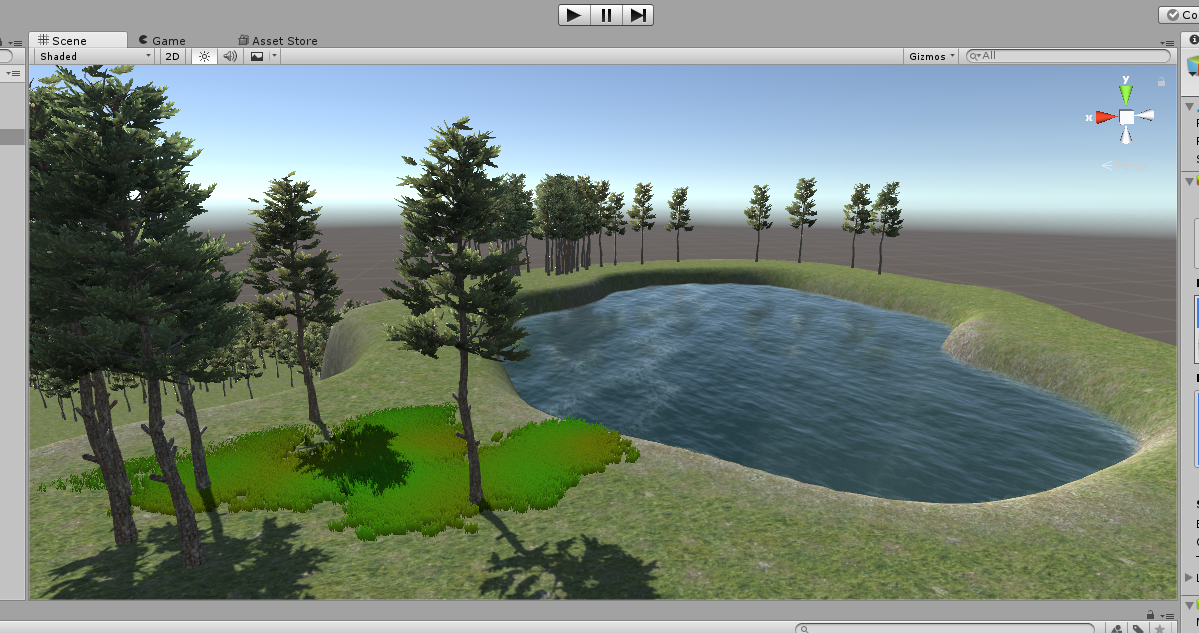 Co
Scene
Game
Asset Store
Shaded
2D
Gizmos
All
y
x